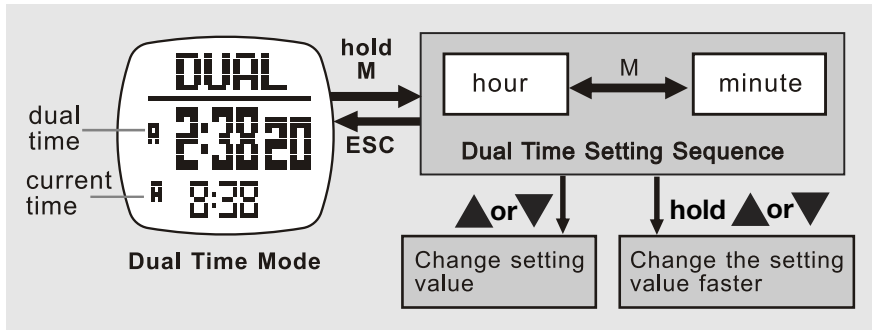 DUAL
2:38 20
8:38
dual
time
current
time
Dual Time Mode
hold
M
ESC
hour
M
minute
Dual Time Setting Sequence
▲or▼
hold ▲or▼
Change setting
value
Change the setting
value faster